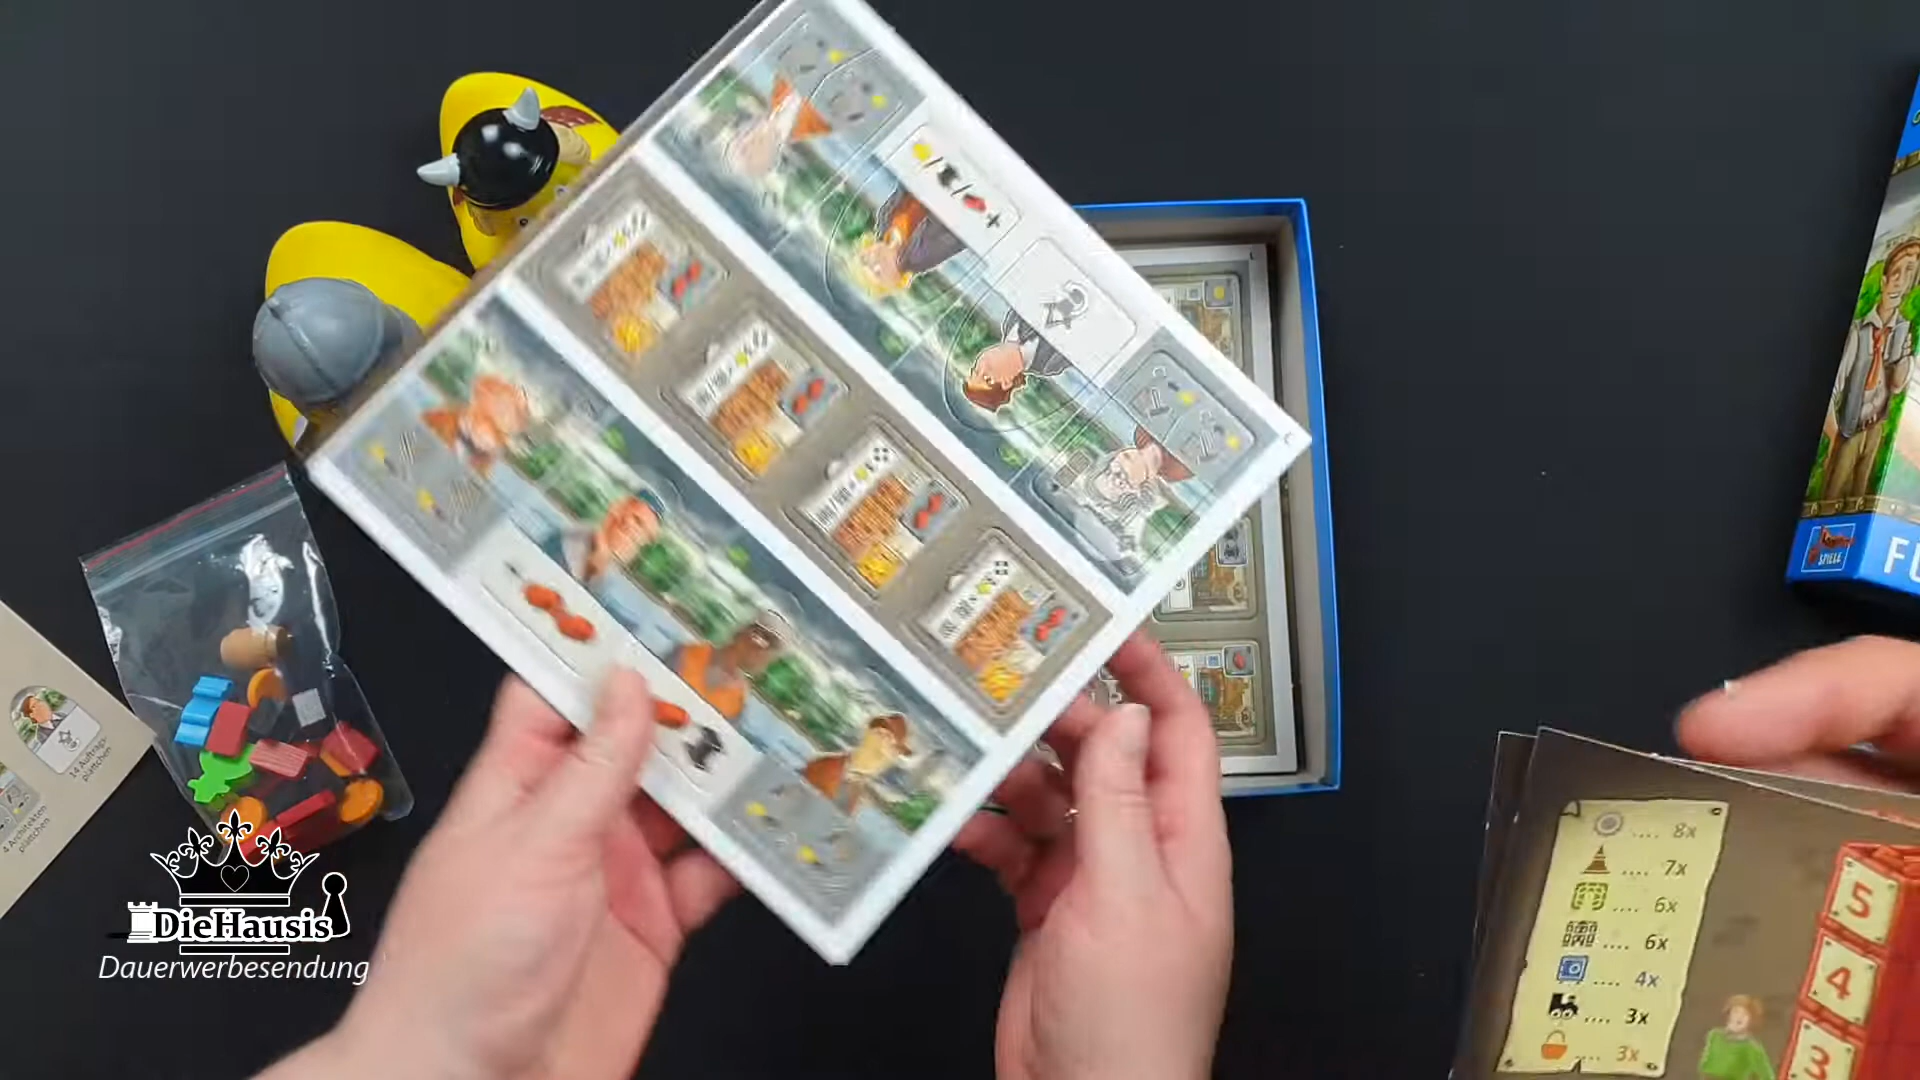 SPIELE
FÜ
14 Auftrags-
plättchen
4 Architekten-
plättchen
DieHausis
Dauerwerbesendung
.... 8x
.... 7x
.... 6x
.... 6x
.... 4x
.... 3x
.... 3x
5
4
3